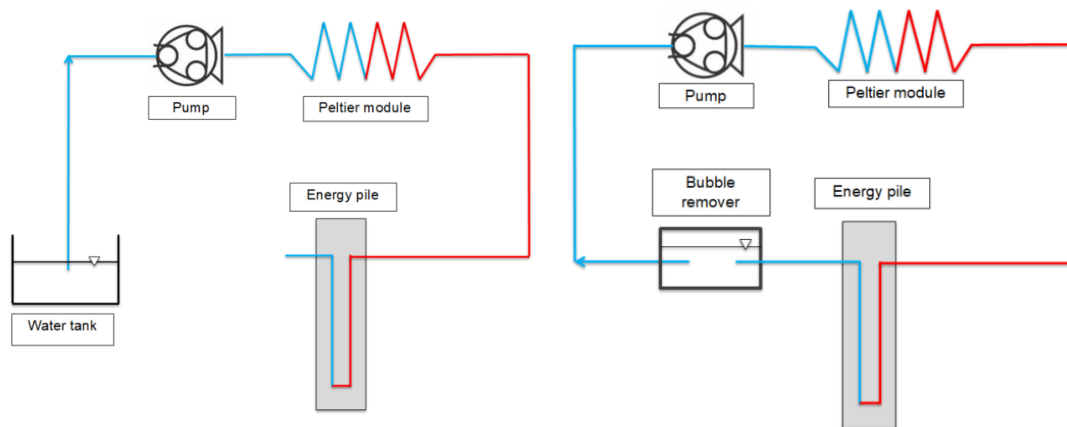 Pump
Peltier module
Energy pile
Water tank
Pump
Peltier module
Bubble
remover
Energy pile